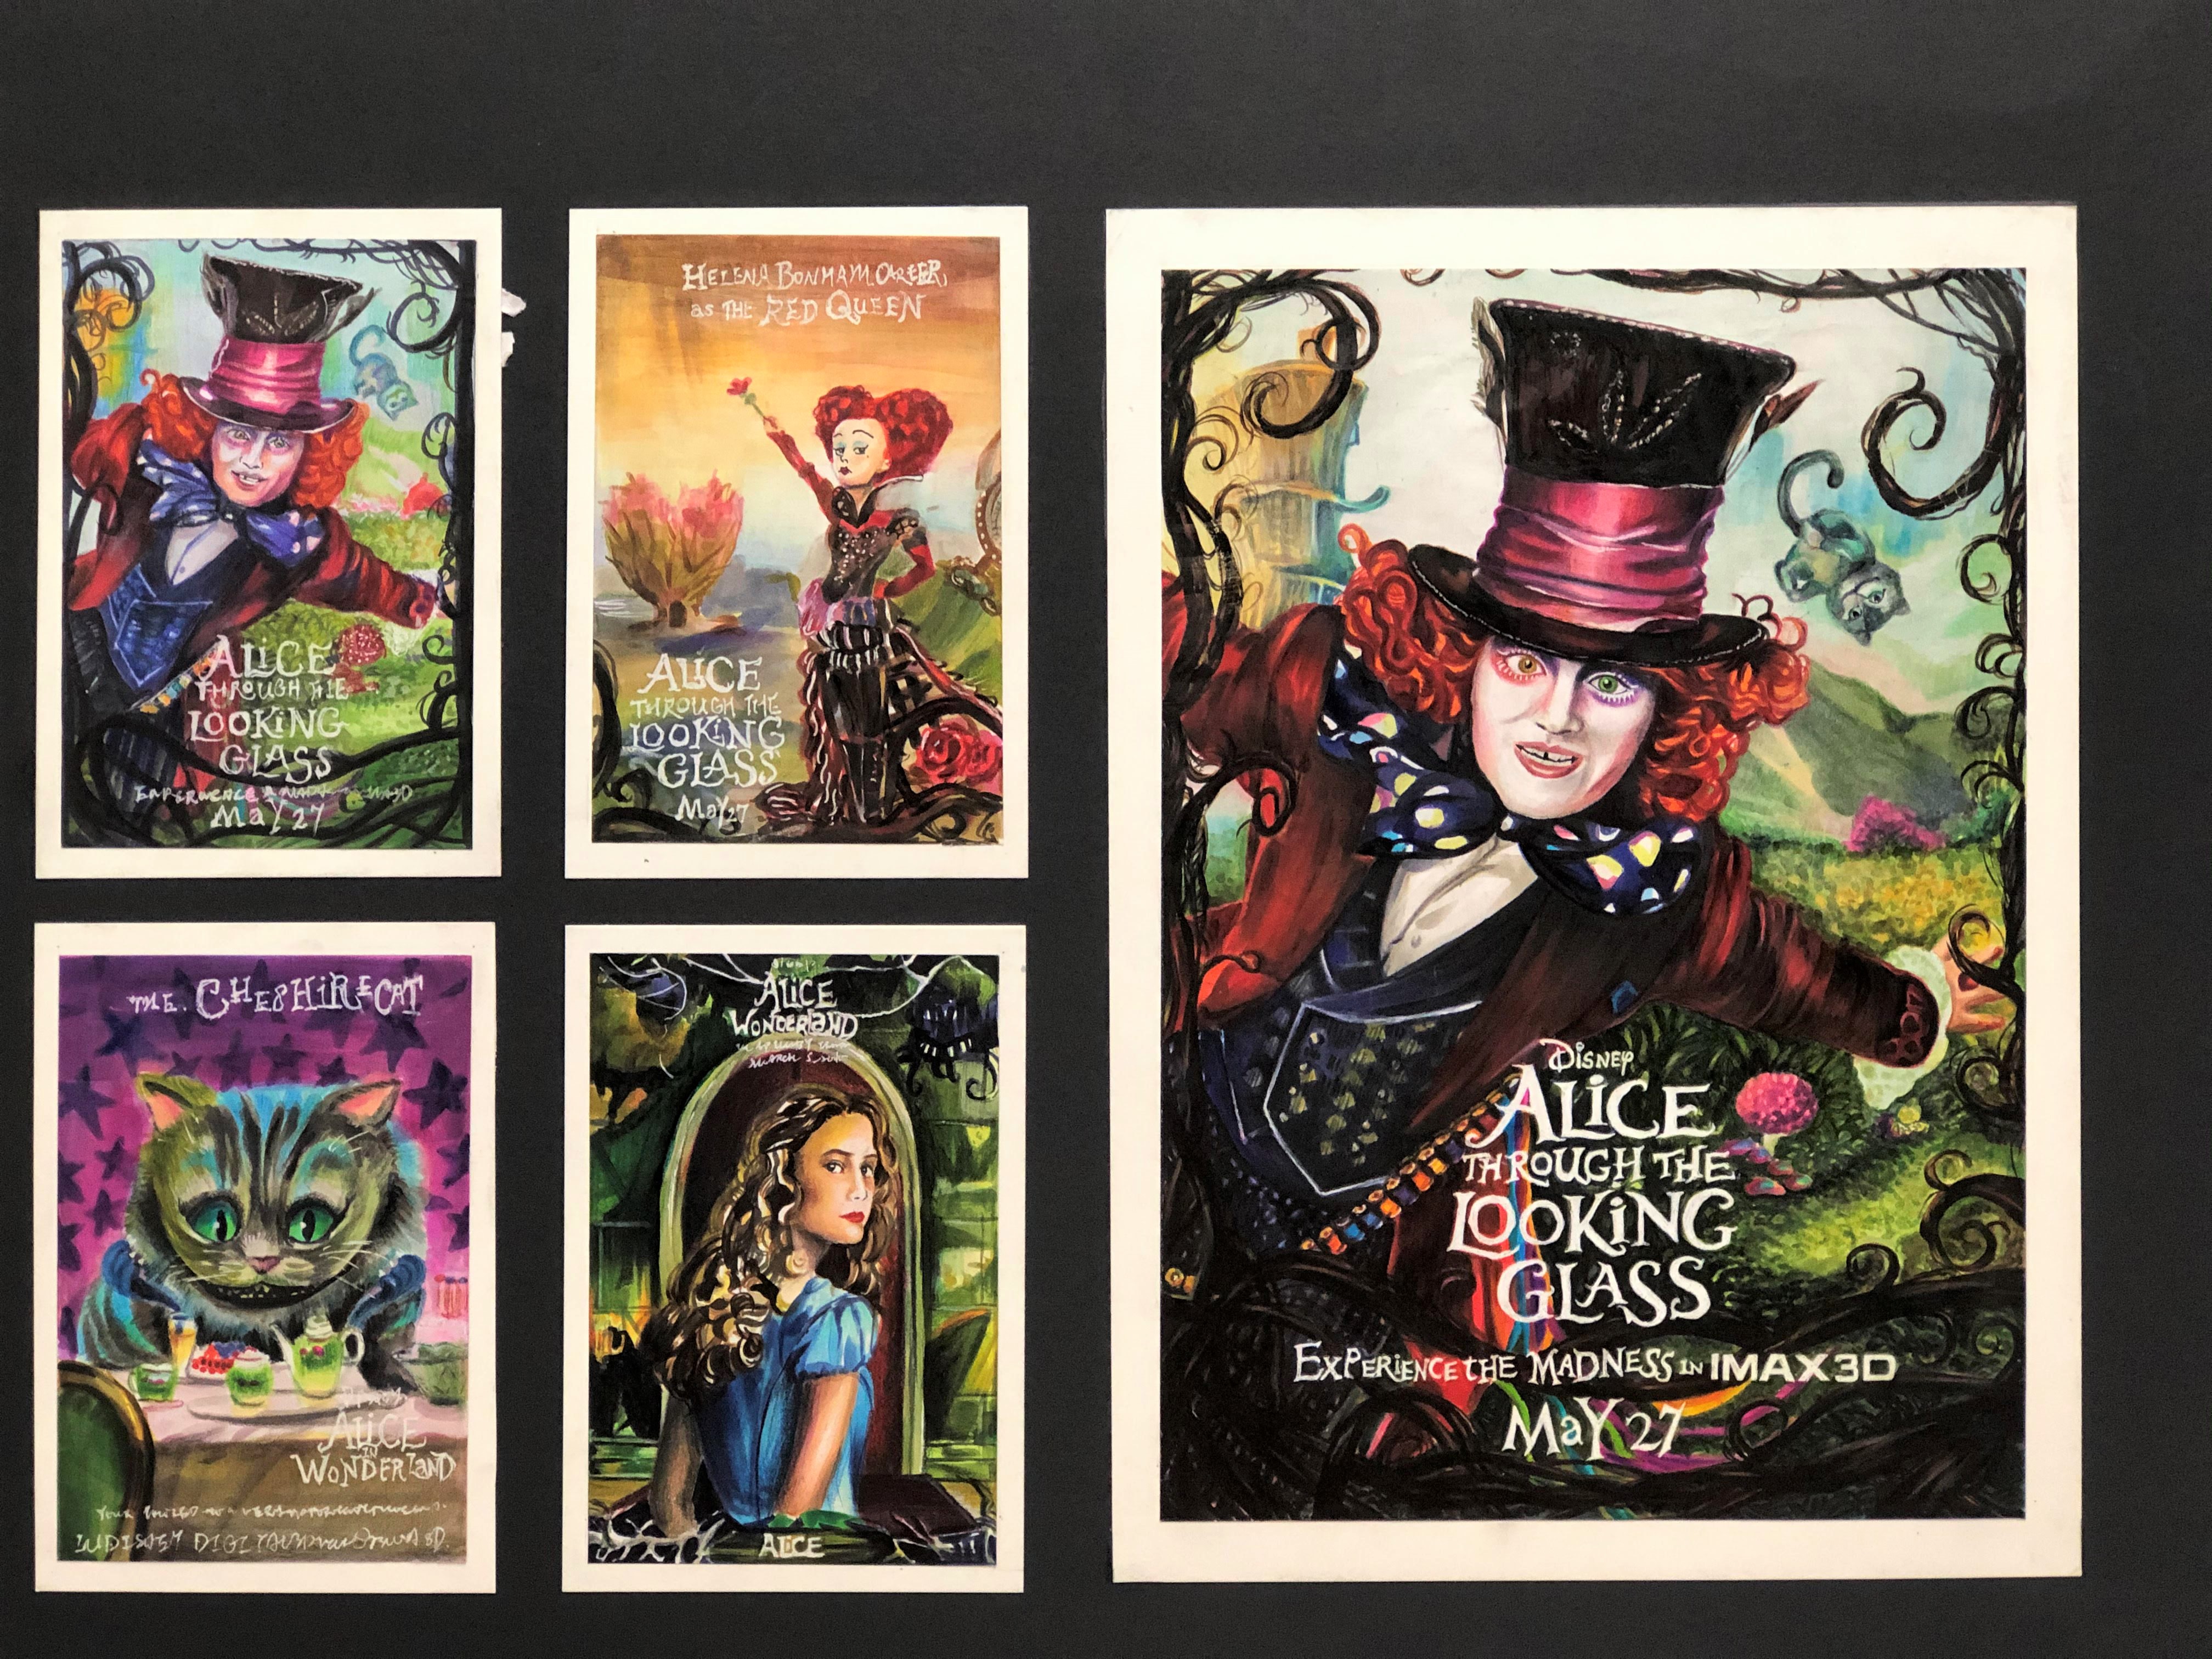 ALiCE
THROUGH THE
LOOKiNG
GLASS
MaY 27
HELENA BONHAM CARTER,
as THE RED QUEEN
ALiCE
THROUGH THE
LOOKiNG
GLASS
MaY 27
THE. CHESHiRE CAT
ALiCE
IN
WONDERLaND
ALiCE
WONDERLaND
ALiCE
DiSNEY
ALiCE
THROUGH THE
LOOKiNG
GLASS
EXPERiENCE tHE MADNESS iN IMAX 3D
MaY 27